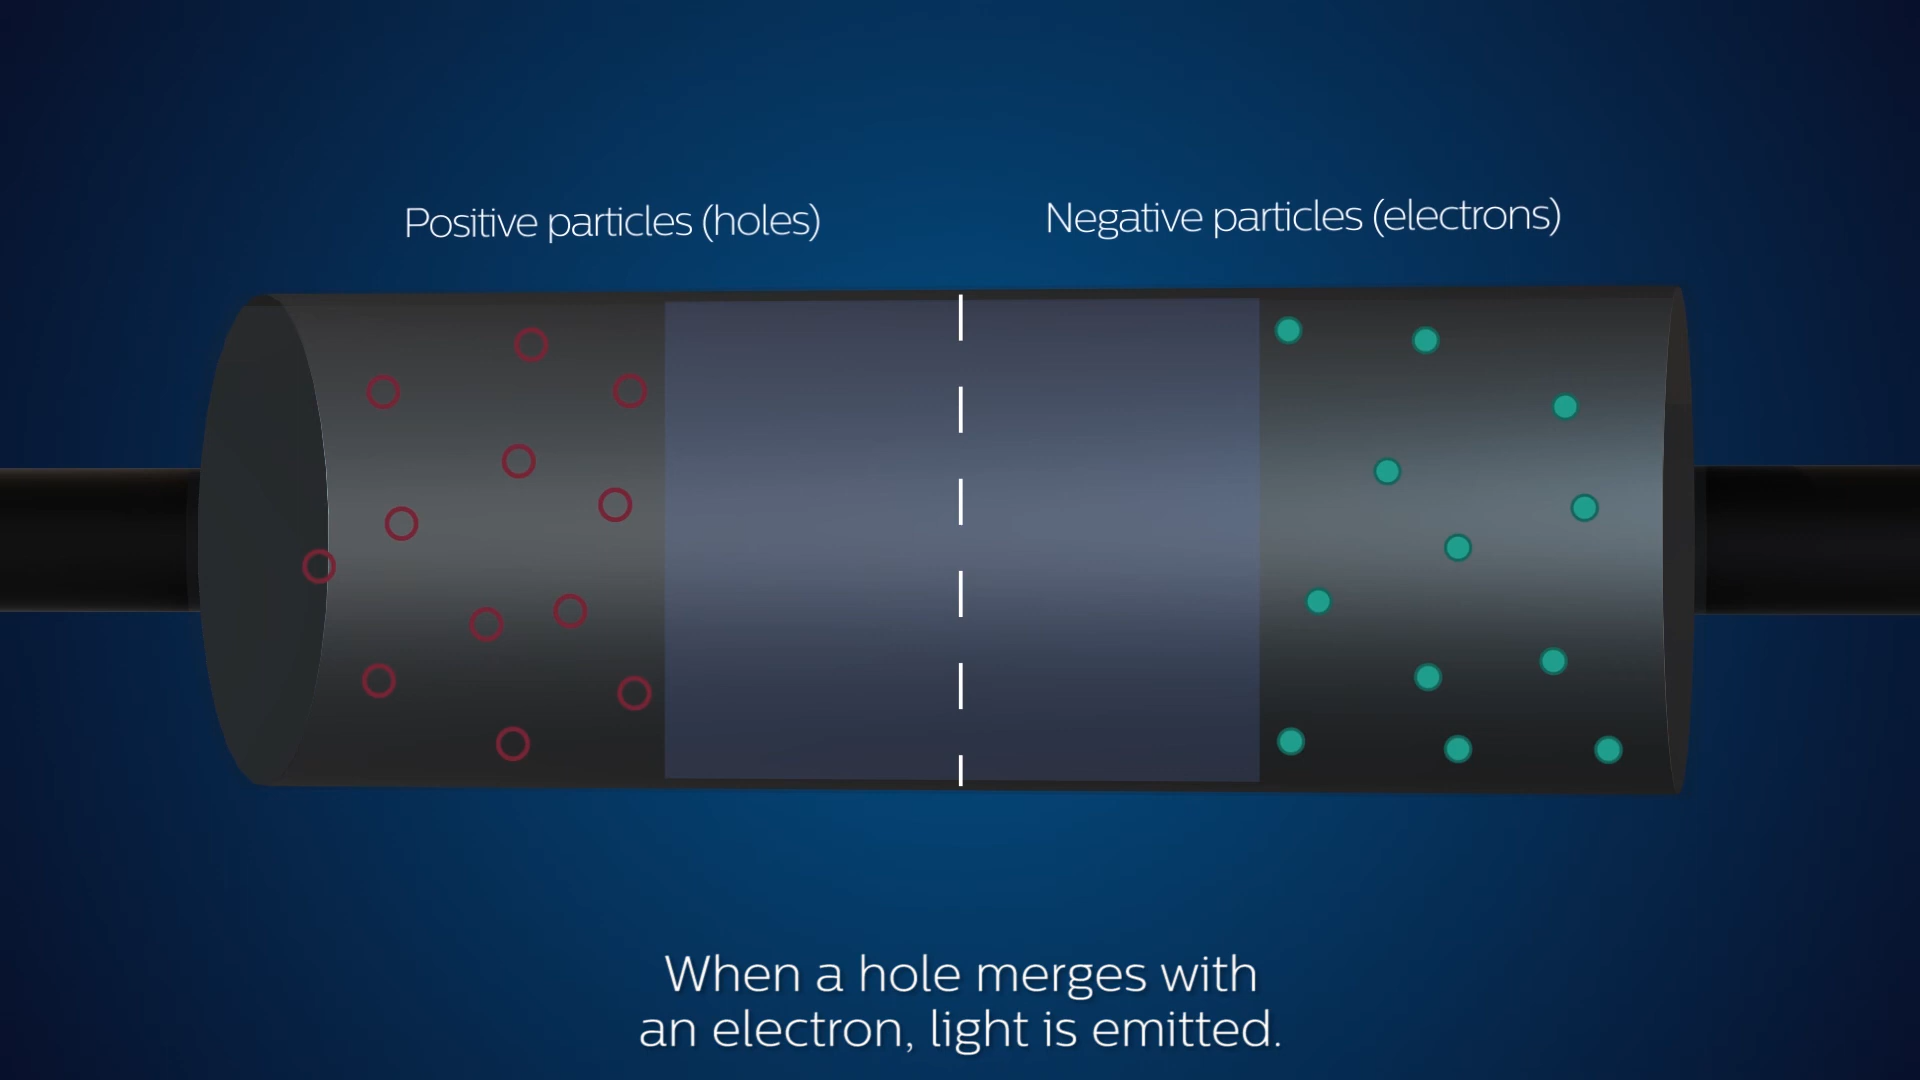 Positive particles (holes)
Negative particles (electrons)
When a hole merges with
an electron, light is emitted.